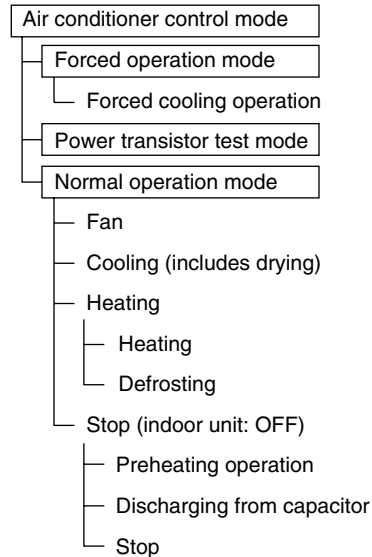 Air conditioner control mode
Forced operation mode
Forced cooling operation
Power transistor test mode
Normal operation mode
Fan
Cooling (includes drying)
Heating
Heating
Defrosting
Stop (indoor unit: OFF)
Preheating operation
Discharging from capacitor
Stop